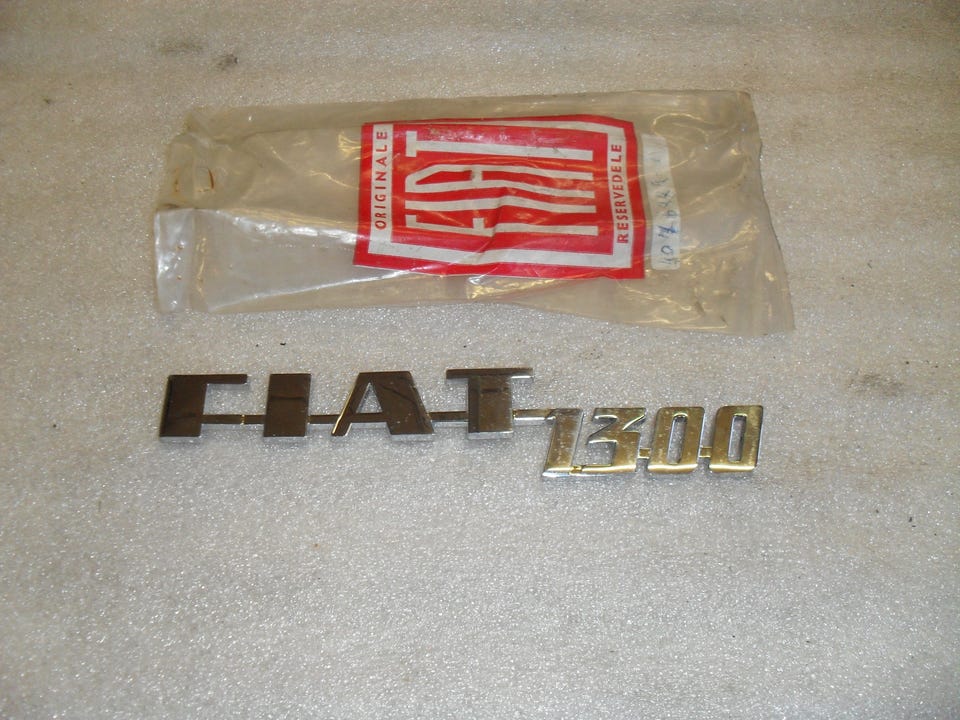 ORIGINALE
FIAT
RESERVEDELE
FIAT 1300